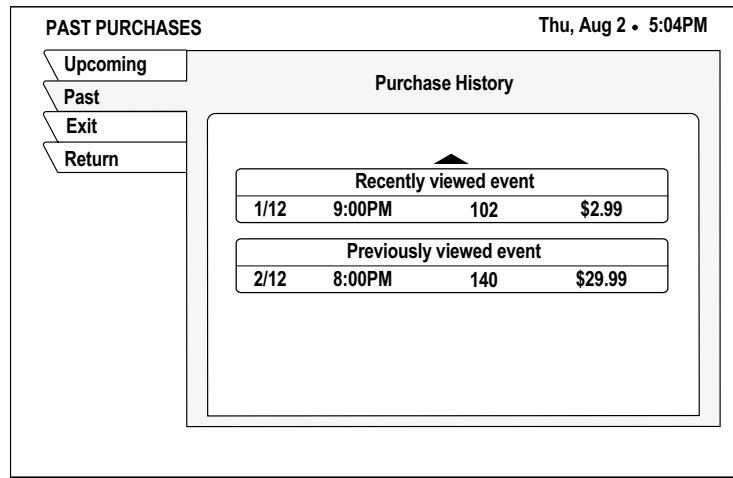 PAST PURCHASES
Thu, Aug 2 • 5:04PM
Upcoming
Past
Exit
Return
Purchase History
Recently viewed event
1/12 9:00PM 102 $2.99
Previously viewed event
2/12 8:00PM 140 $29.99